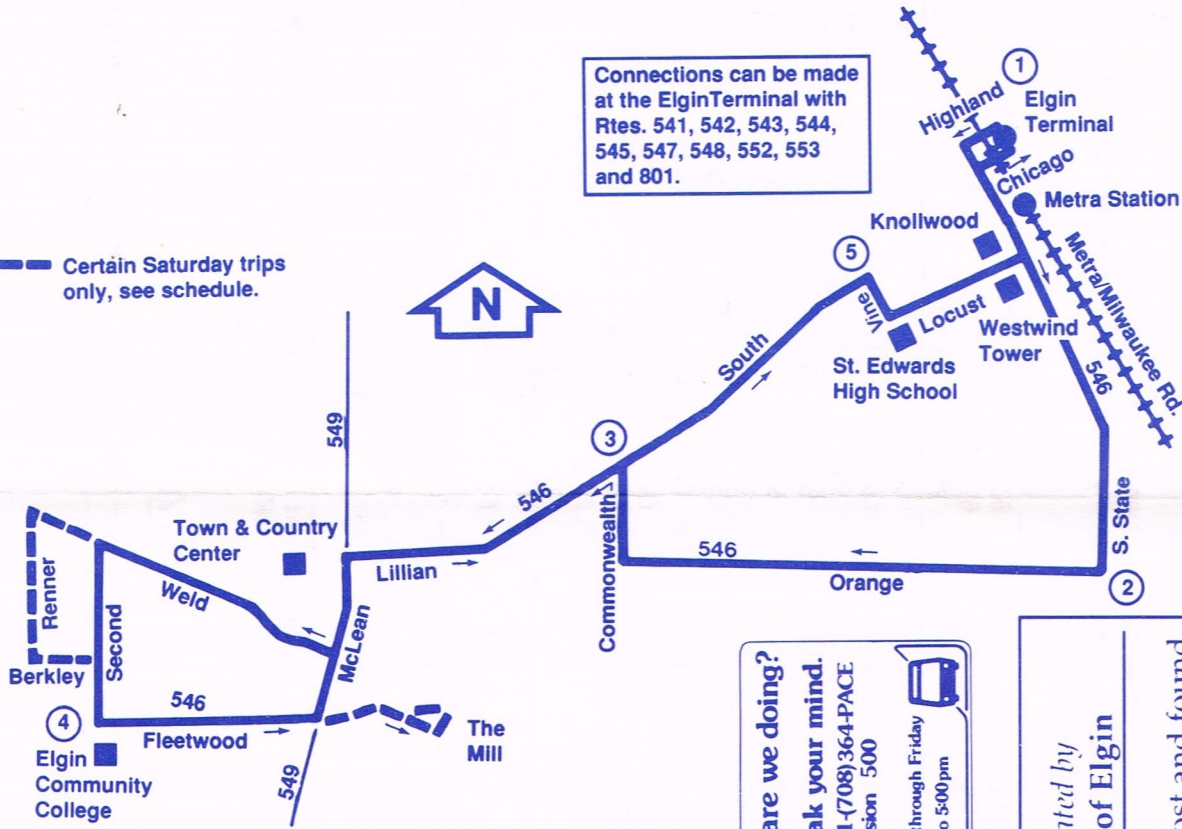 Connections can be made
at the ElginTerminal with
Rtes. 541, 542, 543, 544,
545, 547, 548, 552, 553
and 801.
1
Highland
Elgin
Terminal
Chicago
Metra Station
Metra/Milwaukee Rd.
Knollwood
5
Vine
Locust
Westwind
Tower
St. Edwards
High School
546
S. State
Certain Saturday trips
only, see schedule.
N
South
3
549
546
Commonwealth
546
Orange
2
Town & Country
Center
Lillian
Weld
McLean
Renner
Second
Berkley
546
4
Fleetwood
Elgin
Community
College
549
The
Mill
are we doing?
ak your mind.
1-(708)364-PACE
sion 500
through Friday
o 5:00pm
nted by
of Elgin
ost and found